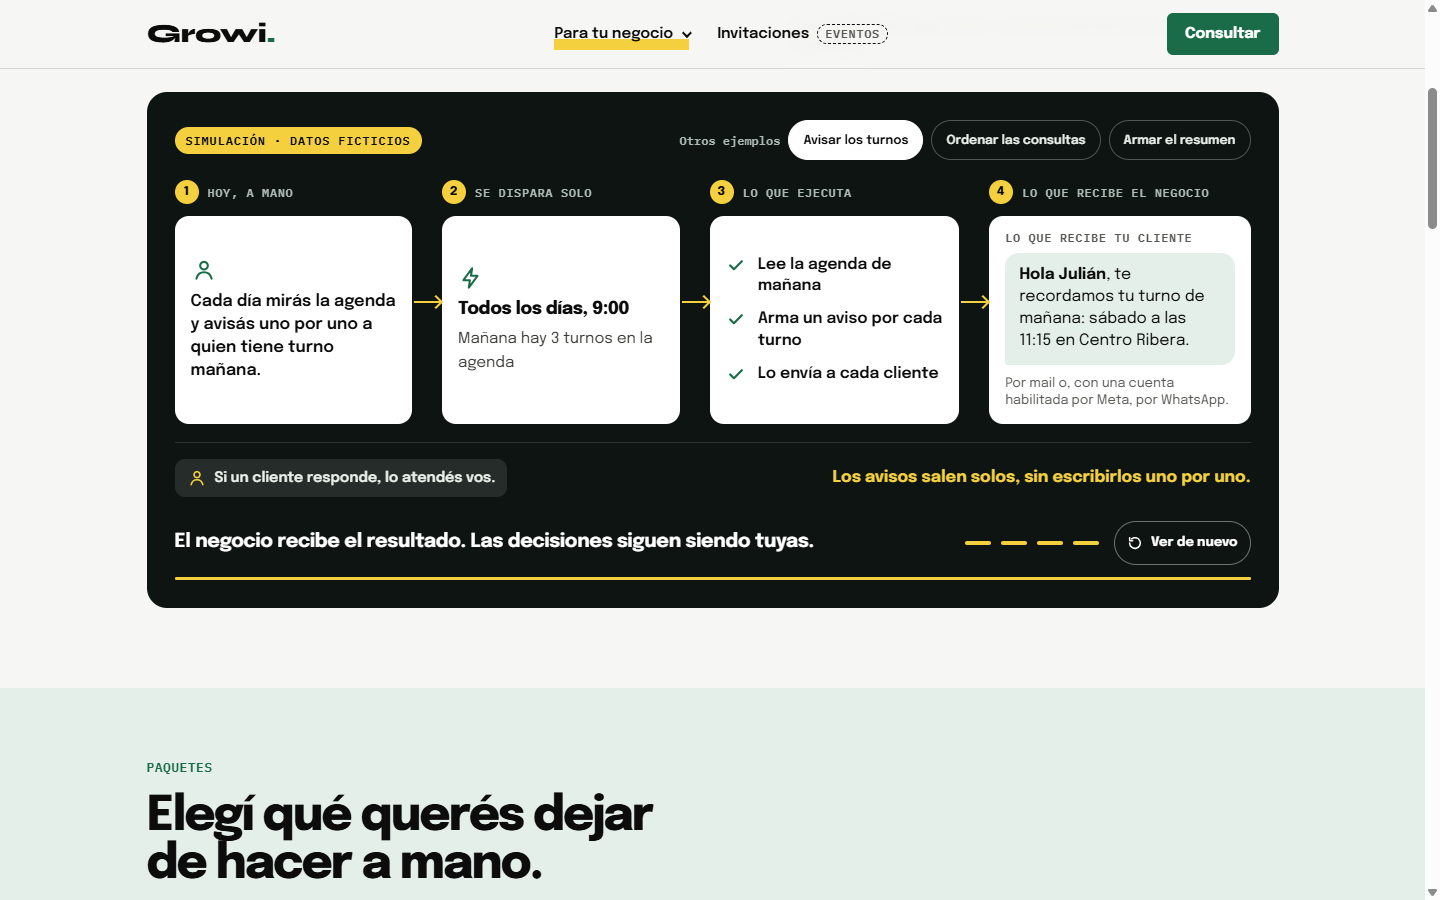 Growi.
Para tu negocio
Invitaciones
EVENTOS
Consultar
SIMULACIÓN · DATOS FICTICIOS
Otros ejemplos
Avisar los turnos
Ordenar las consultas
Armar el resumen
1 HOY, A MANO
Cada día mirás la agenda
y avisás uno por uno a
quien tiene turno
mañana.
2 SE DISPARA SOLO
Todos los días, 9:00
Mañana hay 3 turnos en la
agenda
3 LO QUE EJECUTA
Lee la agenda de
mañana
Arma un aviso por cada
turno
Lo envía a cada cliente
4 LO QUE RECIBE EL NEGOCIO
LO QUE RECIBE TU CLIENTE
Hola Julián, te
recordamos tu turno de
mañana: sábado a las
11:15 en Centro Ribera.
Por mail o, con una cuenta
habilitada por Meta, por WhatsApp.
Si un cliente responde, lo atendés vos.
Los avisos salen solos, sin escribirlos uno por uno.
El negocio recibe el resultado. Las decisiones siguen siendo tuyas.
Ver de nuevo
PAQUETES
Elegí qué querés dejar
de hacer a mano.